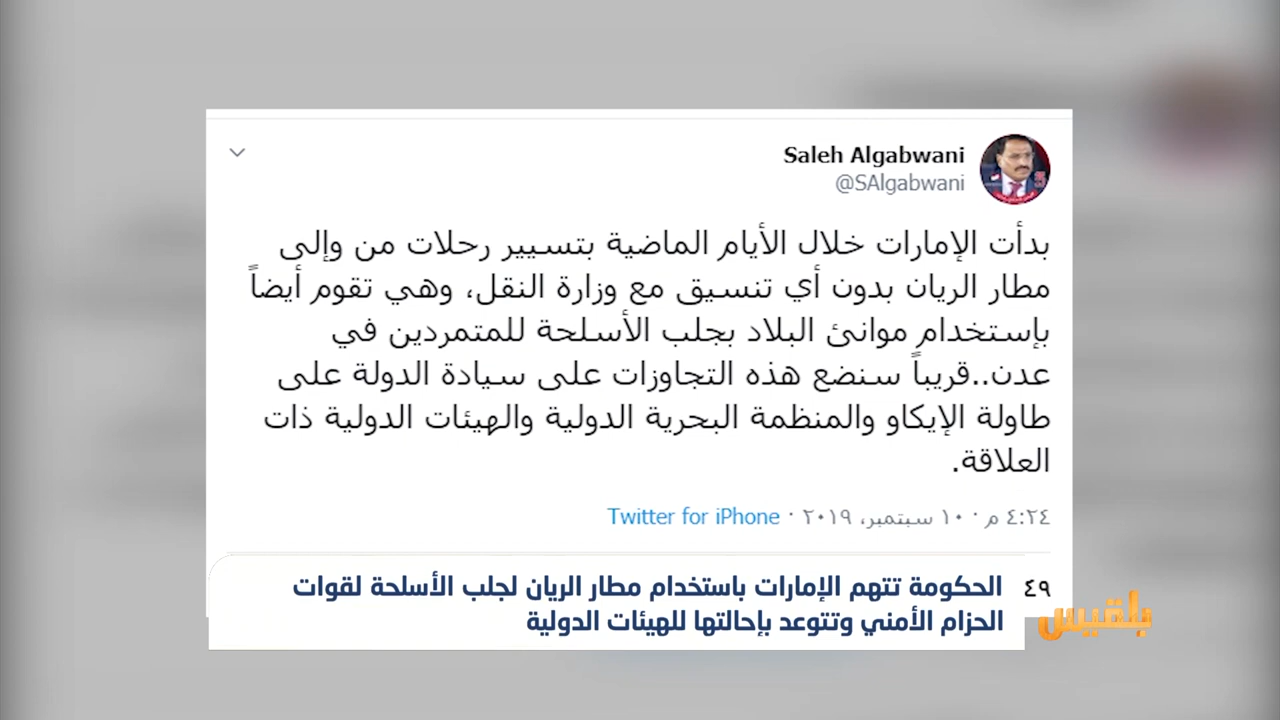 Saleh Algabwani
@SAlgabwani
بدأت الإمارات خلال الأيام الماضية بتسيير رحلات من وإلى
مطار الريان بدون أي تنسيق مع وزارة النقل، وهي تقوم أيضاً
بإستخدام موانئ البلاد بجلب الأسلحة للمتمردين في
عدن..قريباً سنضع هذه التجاوزات على سيادة الدولة على
طاولة الإيكاو والمنظمة البحرية الدولية والهيئات الدولية ذات
العلاقة.
٤:٢٤ م · ١٠ سبتمبر، ٢٠١٩ · Twitter for iPhone
٤٩
الحكومة تتهم الإمارات باستخدام مطار الريان لجلب الأسلحة لقوات
الحزام الأمني وتتوعد بإحالتها للهيئات الدولية
بلقيس